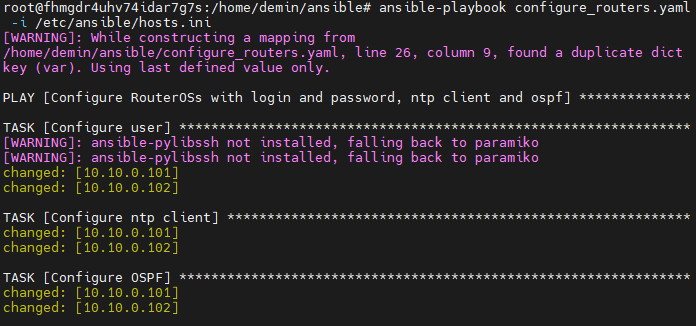 root@fhmgdr4uhv74idar7g7s:/home/demin/ansible# ansible-playbook configure_routers.yaml
 -i /etc/ansible/hosts.ini
[WARNING]: While constructing a mapping from
/home/demin/ansible/configure_routers.yaml, line 26, column 9, found a duplicate dict
key (var). Using last defined value only.

PLAY [Configure RouterOSs with login and password, ntp client and ospf] **************

TASK [Configure user] ****************************************************************
[WARNING]: ansible-pylibssh not installed, falling back to paramiko
[WARNING]: ansible-pylibssh not installed, falling back to paramiko
changed: [10.10.0.101]
changed: [10.10.0.102]

TASK [Configure ntp client] **********************************************************
changed: [10.10.0.101]
changed: [10.10.0.102]

TASK [Configure OSPF] ****************************************************************
changed: [10.10.0.101]
changed: [10.10.0.102]